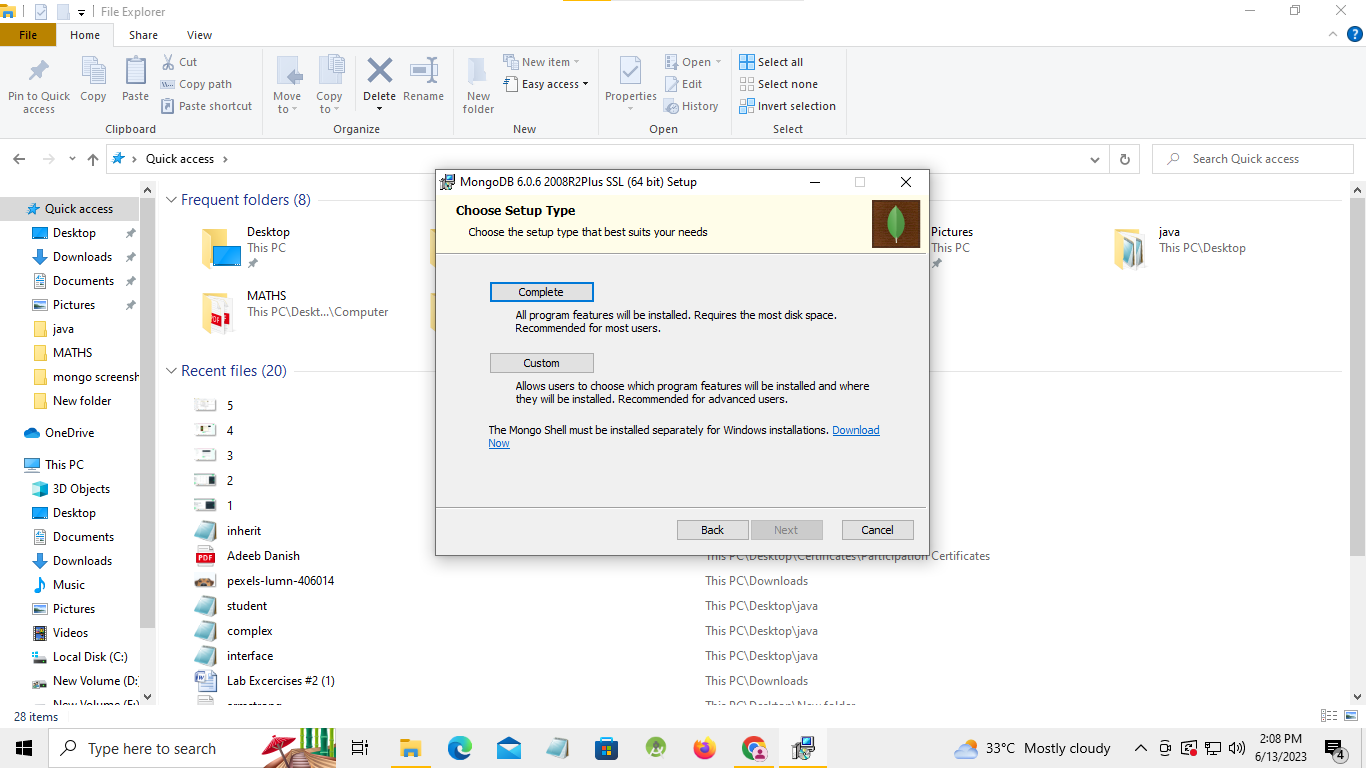 File Explorer
File
Home
Share
View
Pin to Quick
access
Copy
Paste
Cut
Copy path
Paste shortcut
Clipboard
Move
to
Copy
to
Delete
Rename
Organize
New
folder
New item
Easy access
New
Properties
Open
Edit
History
Open
Select all
Select none
Invert selection
Select
Quick access
Search Quick access
Quick access
Desktop
Downloads
Documents
Pictures
java
MATHS
mongo screensh
New folder
OneDrive
This PC
3D Objects
Desktop
Documents
Downloads
Music
Pictures
Videos
Local Disk (C:)
New Volume (D:
Frequent folders (8)
Desktop
This PC
Pictures
This PC
java
This PC\Desktop
MATHS
This PC\Deskt...\Computer
PDF
Recent files (20)
5
4
3
2
1
inherit
PDF
Adeeb Danish
This PC\Desktop\Certificates\Participation Certificates
pexels-lumn-406014
This PC\Downloads
student
This PC\Desktop\java
complex
This PC\Desktop\java
interface
This PC\Desktop\java
Lab Excercises #2 (1)
This PC\Downloads
armstrong
This PC\Desktop\New folder
MongoDB 6.0.6 2008R2Plus SSL (64 bit) Setup
Choose Setup Type
Choose the setup type that best suits your needs
Complete
All program features will be installed. Requires the most disk space.
Recommended for most users.
Custom
Allows users to choose which program features will be installed and where
they will be installed. Recommended for advanced users.
The Mongo Shell must be installed separately for Windows installations. Download
Now
Back
Next
Cancel
28 items
Type here to search
33°C Mostly cloudy
2:08 PM
6/13/2023
4